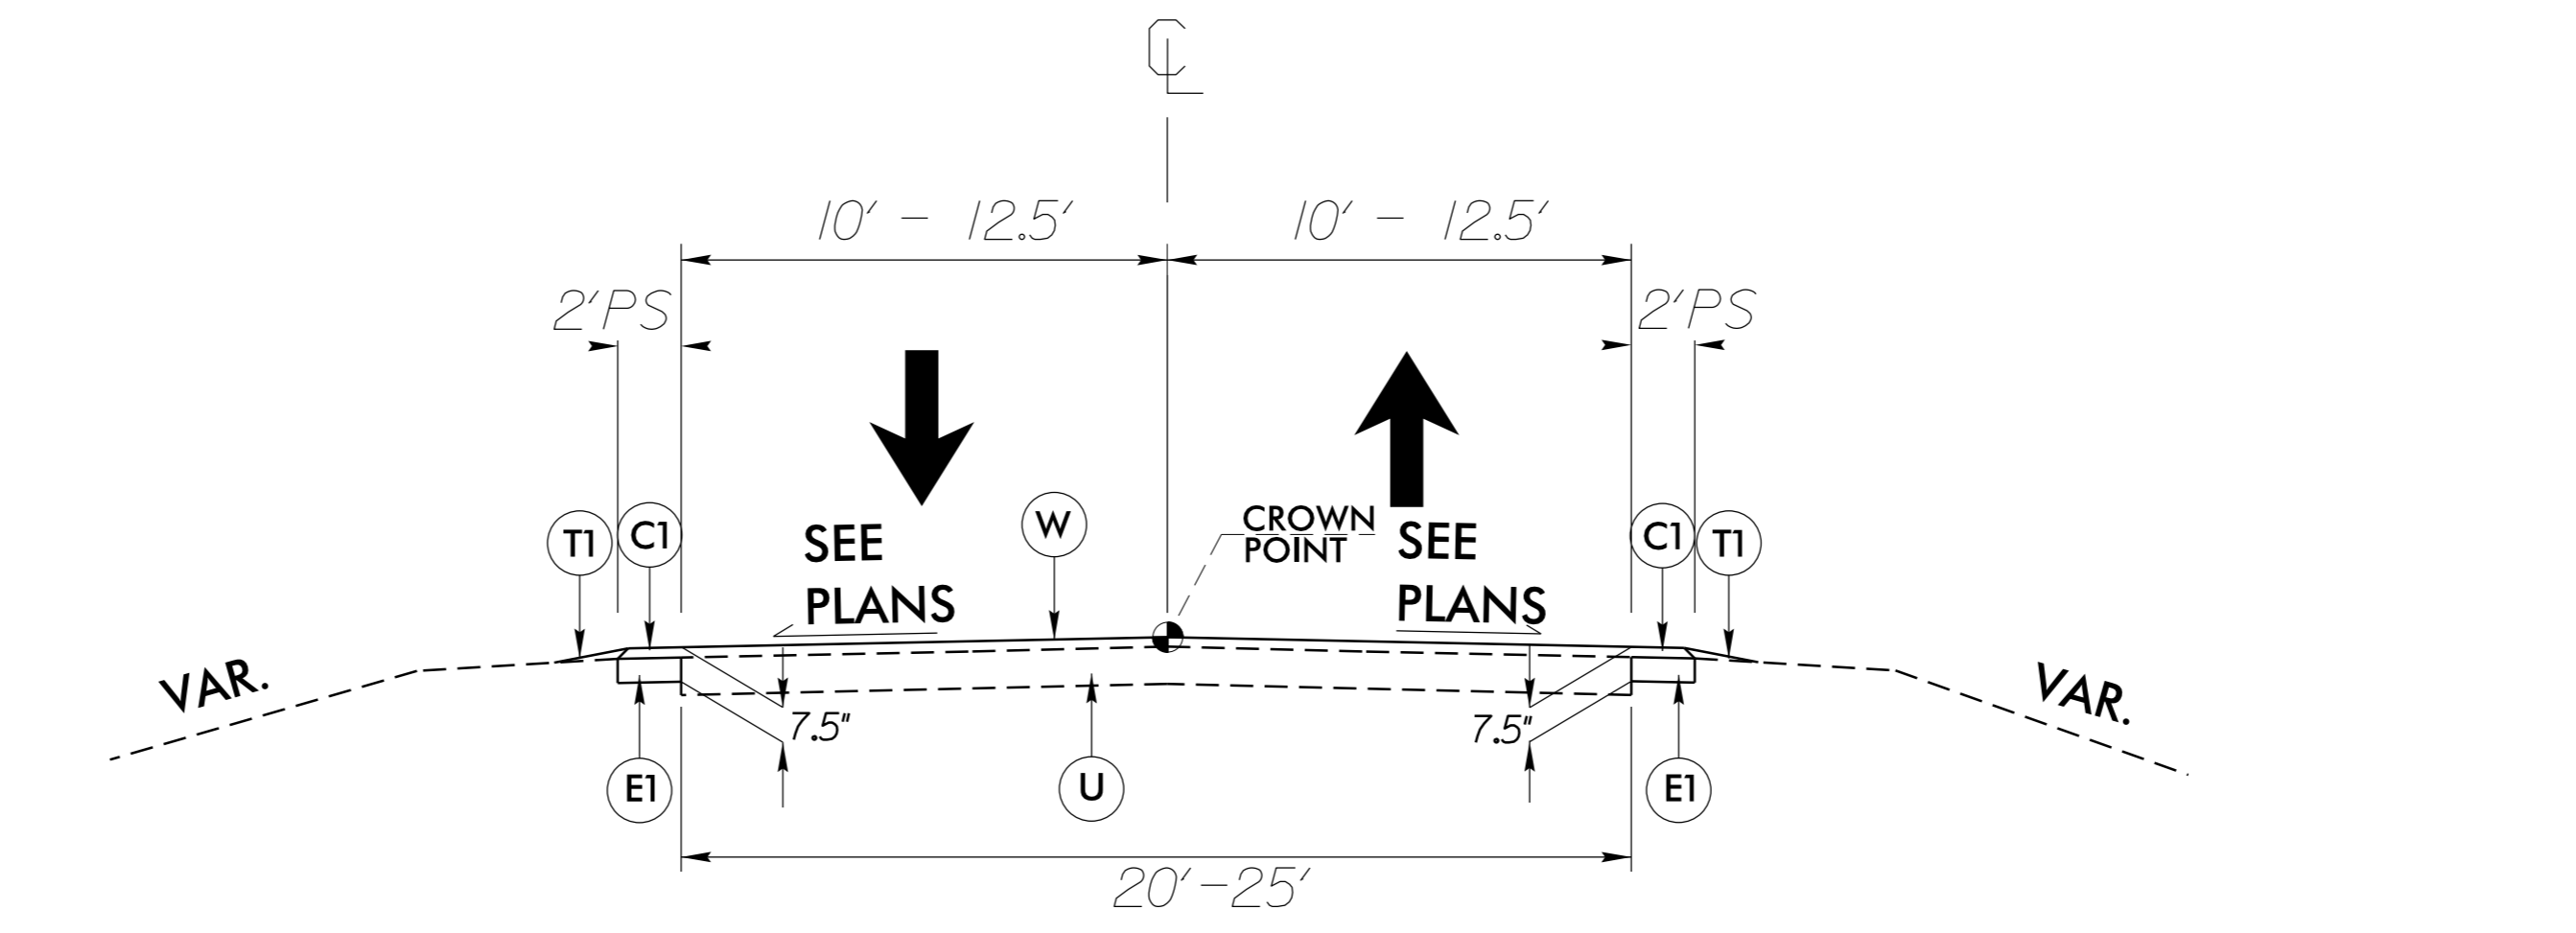 CL
10' - 12.5' 10' - 12.5'
2'PS 2'PS
T1 C1 SEE PLANS W CROWN POINT SEE PLANS C1 T1
VAR. VAR.
7.5" 7.5"
E1 U E1
20'-25'